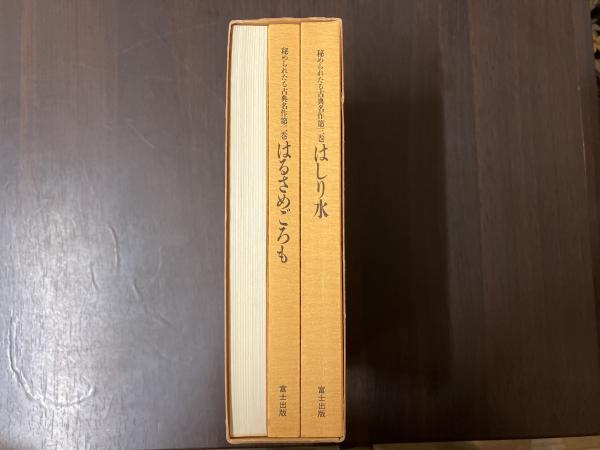 秘められたる古典名作第三巻
はしり水
富士出版
秘められたる古典名作第二巻
はるさめごろも
富士出版